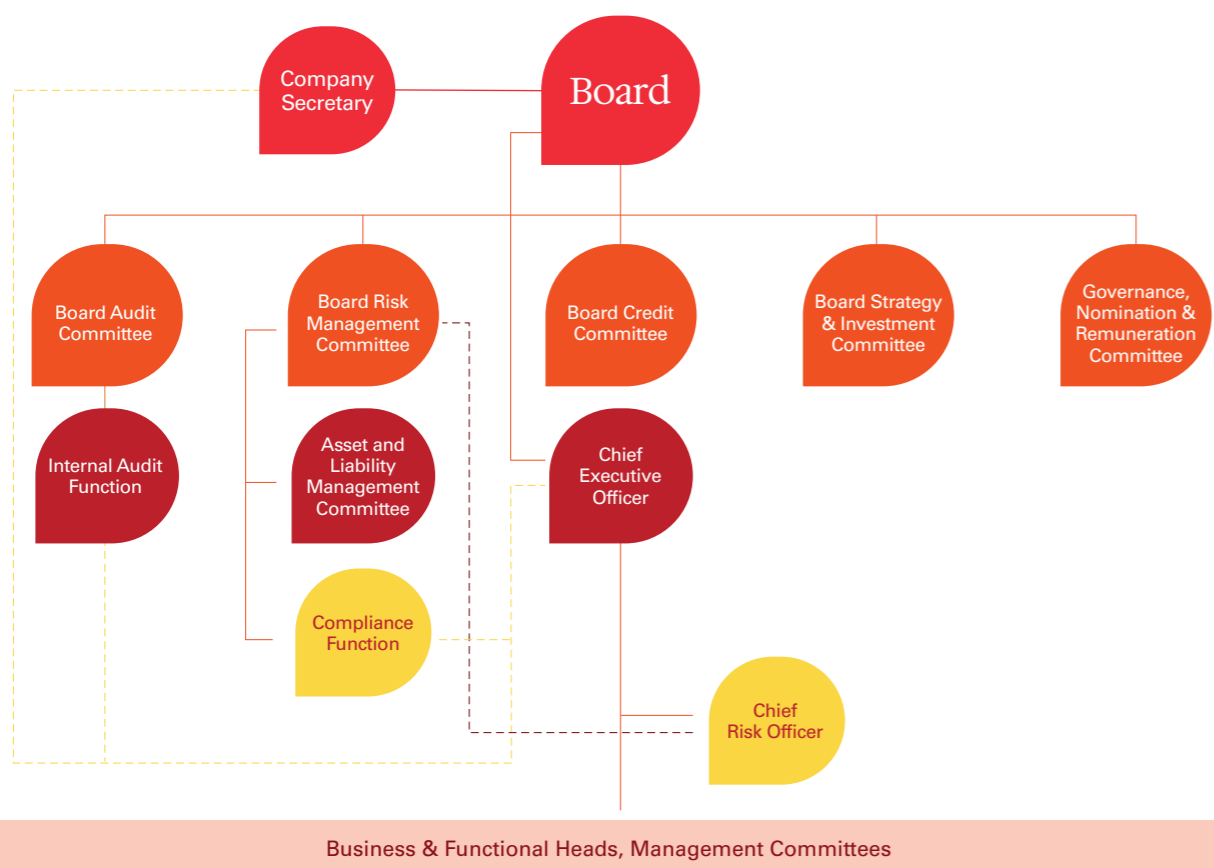 Company
Secretary
Board
Board Audit
Committee
Board Risk
Management
Committee
Board Credit
Committee
Board Strategy
& Investment
Committee
Governance,
Nomination &
Remuneration
Committee
Internal Audit
Function
Asset and
Liability
Management
Committee
Chief
Executive
Officer
Compliance
Function
Chief
Risk Officer
Business & Functional Heads, Management Committees